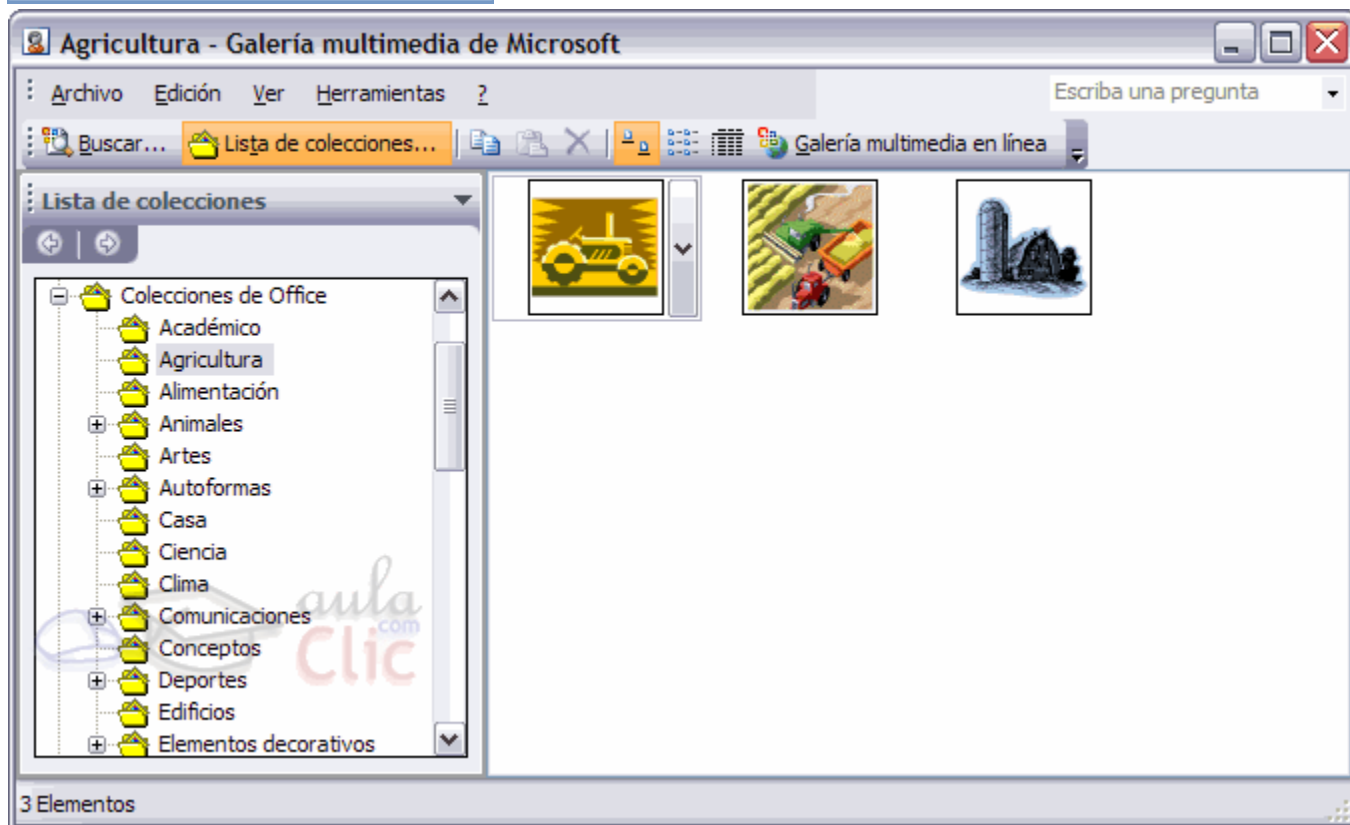 Agricultura - Galería multimedia de Microsoft
Archivo Edición Ver Herramientas ?
Escriba una pregunta
Buscar... Lista de colecciones... Galería multimedia en línea
Lista de colecciones
Colecciones de Office
Académico
Agricultura
Alimentación
Animales
Artes
Autoformas
Casa
Ciencia
Clima
Comunicaciones
Conceptos
Deportes
Edificios
Elementos decorativos
aula
.com
Clic
3 Elementos